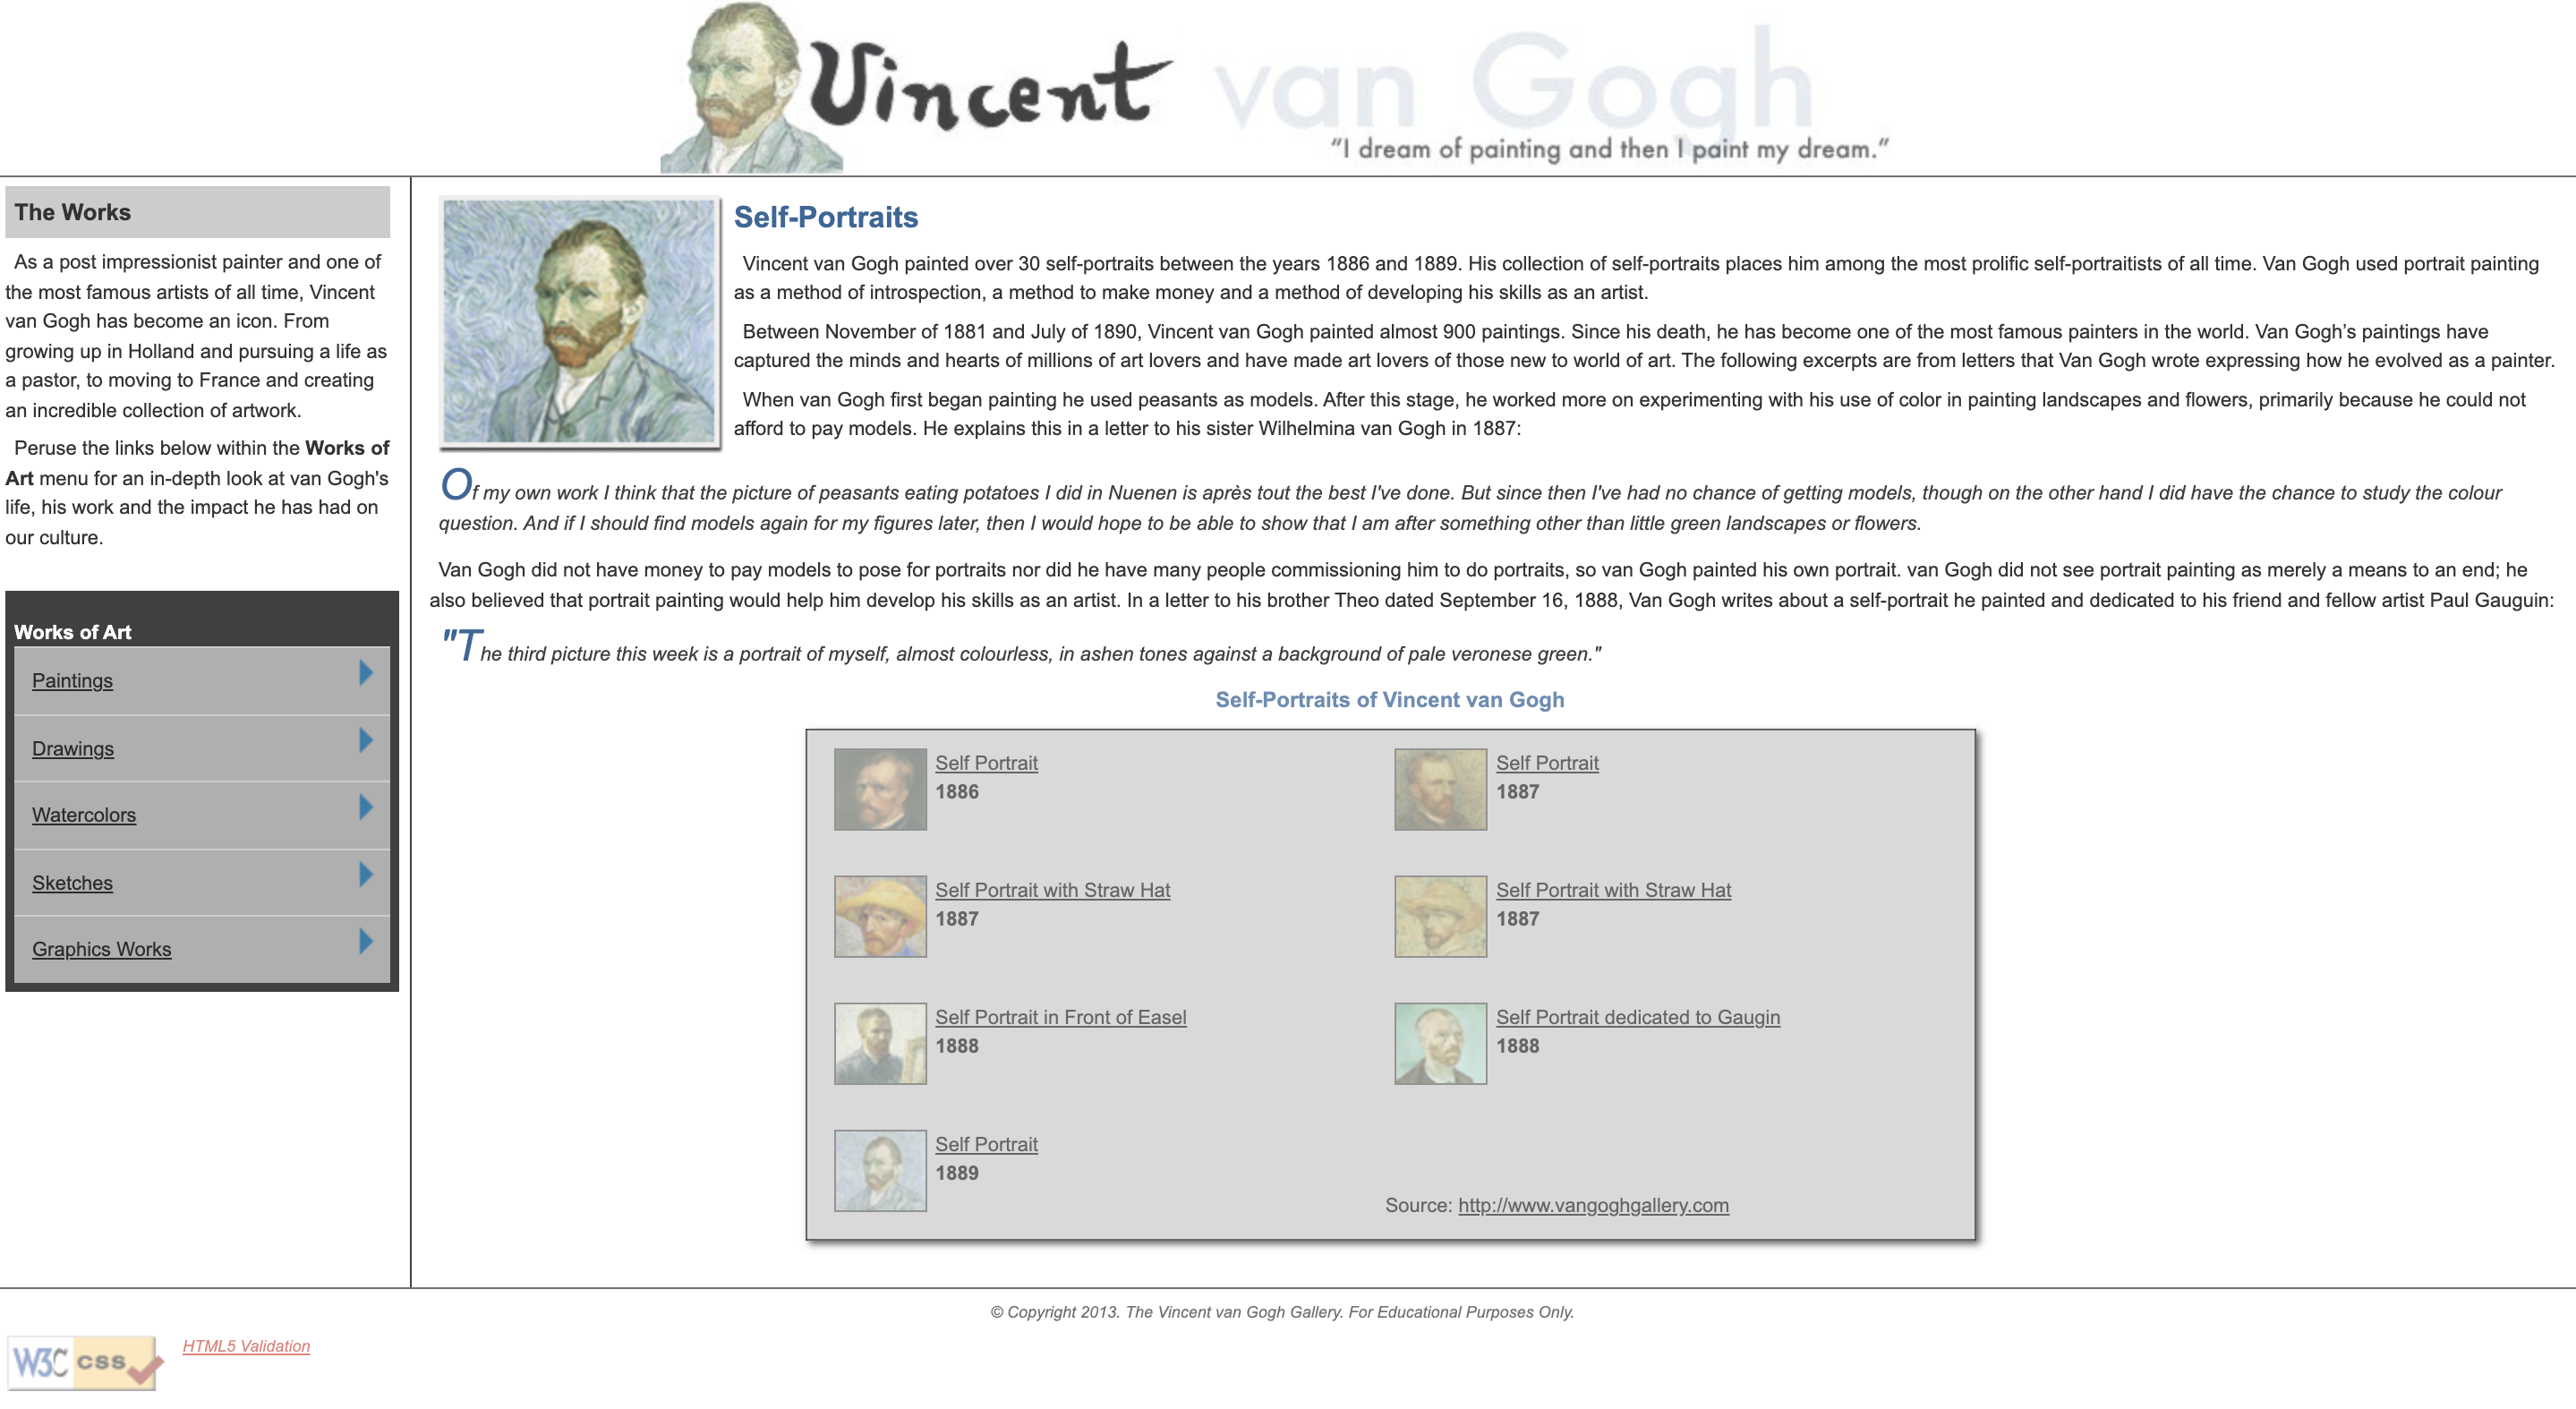 Vincent van Gogh
“I dream of painting and then I paint my dream.”
The Works
As a post impressionist painter and one of
the most famous artists of all time, Vincent
van Gogh has become an icon. From
growing up in Holland and pursuing a life as
a pastor, to moving to France and creating
an incredible collection of artwork.
Peruse the links below within the Works of
Art menu for an in-depth look at van Gogh's
life, his work and the impact he has had on
our culture.
Works of Art
Paintings
Drawings
Watercolors
Sketches
Graphics Works
Self-Portraits
Vincent van Gogh painted over 30 self-portraits between the years 1886 and 1889. His collection of self-portraits places him among the most prolific self-portraitists of all time. Van Gogh used portrait painting
as a method of introspection, a method to make money and a method of developing his skills as an artist.
Between November of 1881 and July of 1890, Vincent van Gogh painted almost 900 paintings. Since his death, he has become one of the most famous painters in the world. Van Gogh’s paintings have
captured the minds and hearts of millions of art lovers and have made art lovers of those new to world of art. The following excerpts are from letters that Van Gogh wrote expressing how he evolved as a painter.
When van Gogh first began painting he used peasants as models. After this stage, he worked more on experimenting with his use of color in painting landscapes and flowers, primarily because he could not
afford to pay models. He explains this in a letter to his sister Wilhelmina van Gogh in 1887:
Of my own work I think that the picture of peasants eating potatoes I did in Nuenen is après tout the best I've done. But since then I've had no chance of getting models, though on the other hand I did have the chance to study the colour
question. And if I should find models again for my figures later, then I would hope to be able to show that I am after something other than little green landscapes or flowers.
Van Gogh did not have money to pay models to pose for portraits nor did he have many people commissioning him to do portraits, so van Gogh painted his own portrait. van Gogh did not see portrait painting as merely a means to an end; he
also believed that portrait painting would help him develop his skills as an artist. In a letter to his brother Theo dated September 16, 1888, Van Gogh writes about a self-portrait he painted and dedicated to his friend and fellow artist Paul Gauguin:
"The third picture this week is a portrait of myself, almost colourless, in ashen tones against a background of pale veronese green."
Self-Portraits of Vincent van Gogh
Self Portrait
1886
Self Portrait
1887
Self Portrait with Straw Hat
1887
Self Portrait with Straw Hat
1887
Self Portrait in Front of Easel
1888
Self Portrait dedicated to Gaugin
1888
Self Portrait
1889
Source: http://www.vangoghgallery.com
© Copyright 2013. The Vincent van Gogh Gallery. For Educational Purposes Only.
W3C css
HTML5 Validation